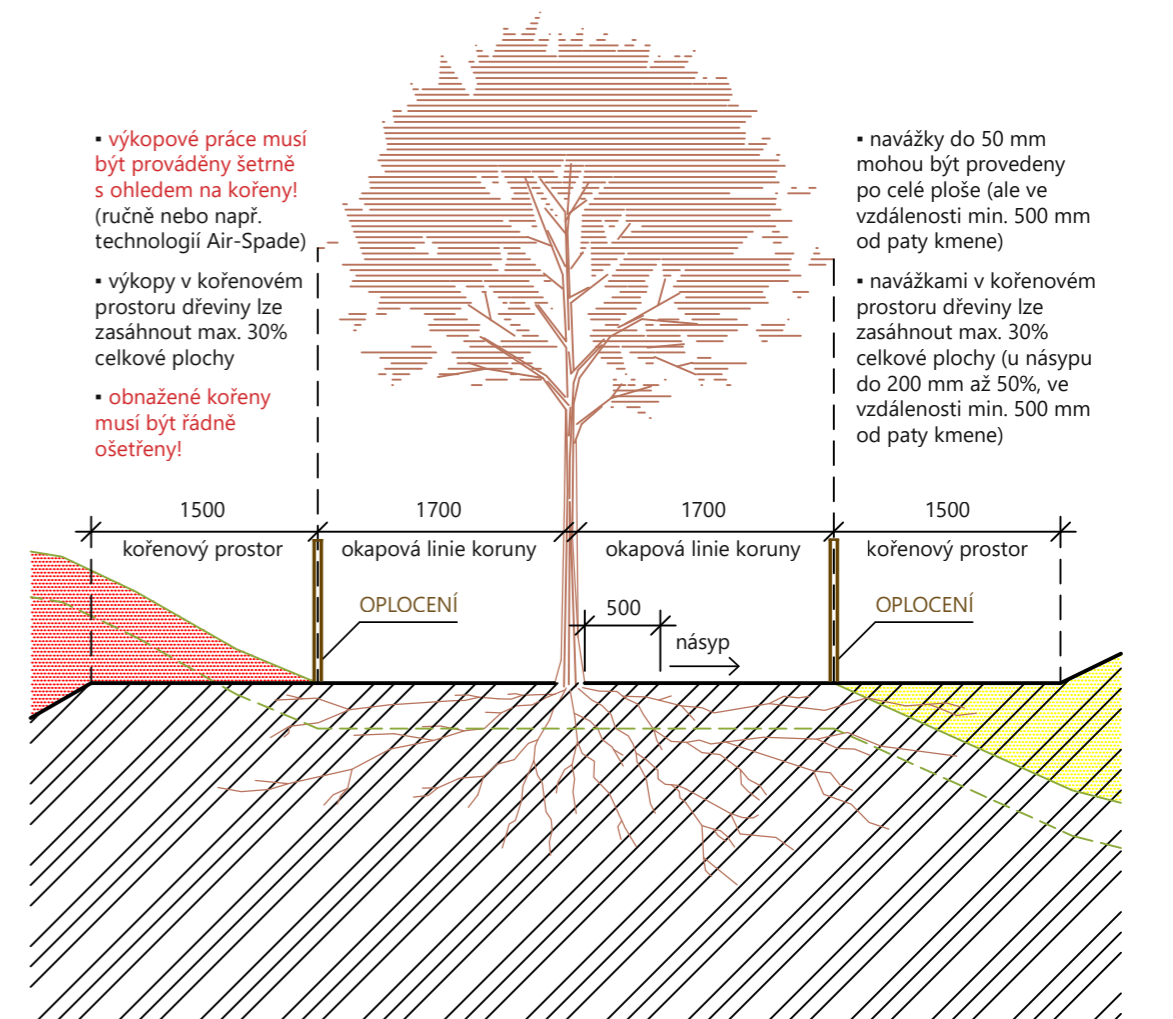 ▪ výkopové práce musí
být prováděny šetrně
s ohledem na kořeny!
(ručně nebo např.
technologií Air-Spade)
▪ výkopy v kořenovém
prostoru dřeviny lze
zasáhnout max. 30%
celkové plochy
▪ obnažené kořeny
musí být řádně
ošetřeny!
▪ navážky do 50 mm
mohou být provedeny
po celé ploše (ale ve
vzdálenosti min. 500 mm
od paty kmene)
▪ navážkami v kořenovém
prostoru dřeviny lze
zasáhnout max. 30%
celkové plochy (u násypu
do 200 mm až 50%, ve
vzdálenosti min. 500 mm
od paty kmene)
1500 1700 1700 1500
kořenový prostor okapová linie koruny okapová linie koruny kořenový prostor
OPLOCENÍ 500 OPLOCENÍ
násyp